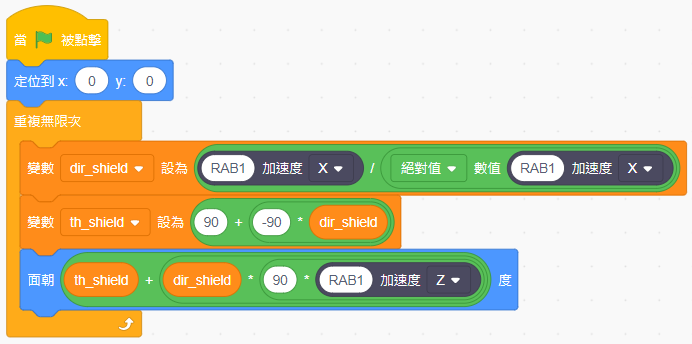 當 被點擊
定位到 x: 0 y: 0
重複無限次
變數 dir_shield 設為 RAB1 加速度 X / 絕對值 數值 RAB1 加速度 X
變數 th_shield 設為 90 + -90 * dir_shield
面朝 th_shield + dir_shield * 90 * RAB1 加速度 Z 度